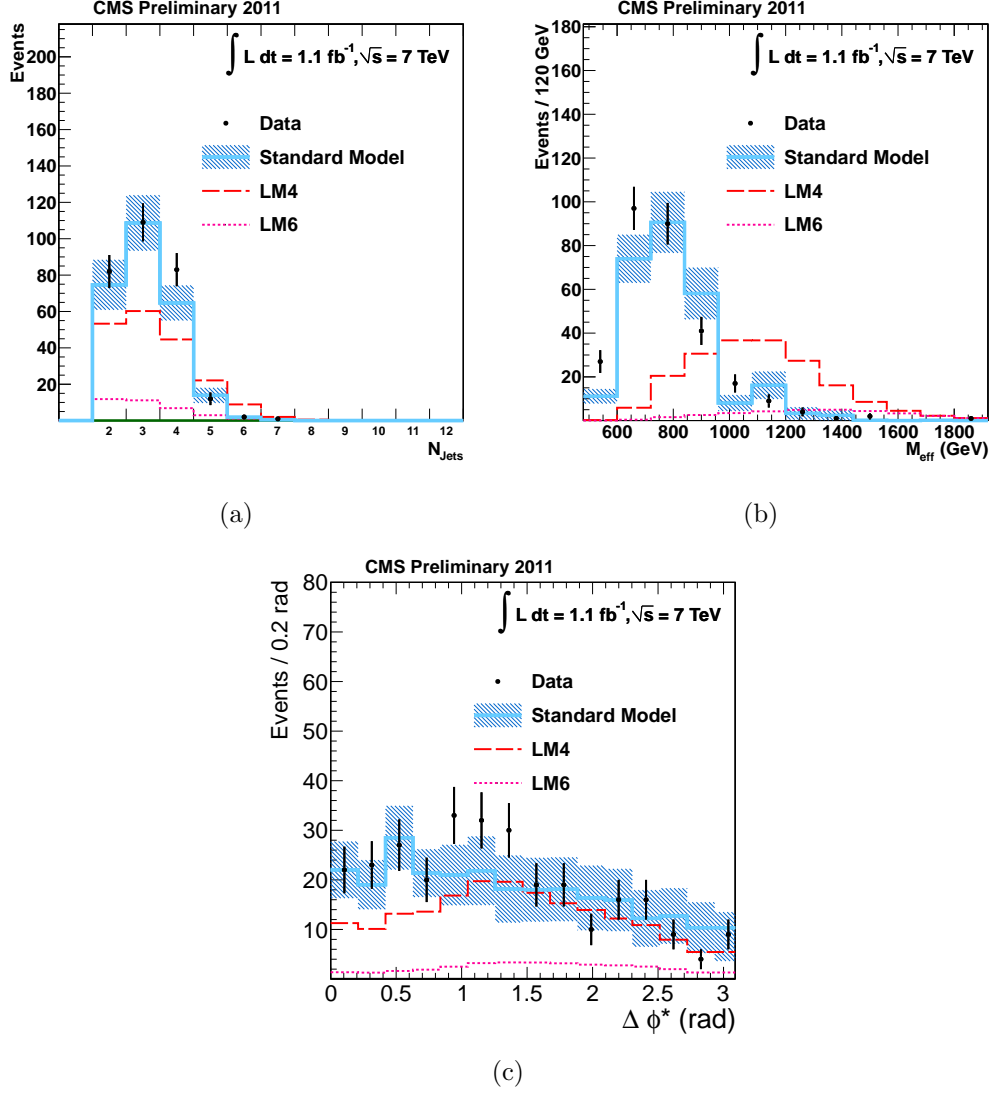 CMS Preliminary 2011
∫ L dt = 1.1 fb⁻¹, √s = 7 TeV
Events
200
180
160
140
120
100
80
60
40
20
Data
Standard Model
LM4
LM6
2 3 4 5 6 7 8 9 10 11 12
N_Jets
(a)
CMS Preliminary 2011
∫ L dt = 1.1 fb⁻¹, √s = 7 TeV
Events / 120 GeV
180
160
140
120
100
80
60
40
20
Data
Standard Model
LM4
LM6
600 800 1000 1200 1400 1600 1800
M_eff (GeV)
(b)
CMS Preliminary 2011
∫ L dt = 1.1 fb⁻¹, √s = 7 TeV
Events / 0.2 rad
80
70
60
50
40
30
20
10
Data
Standard Model
LM4
LM6
0 0.5 1 1.5 2 2.5 3
Δ ϕ* (rad)
(c)